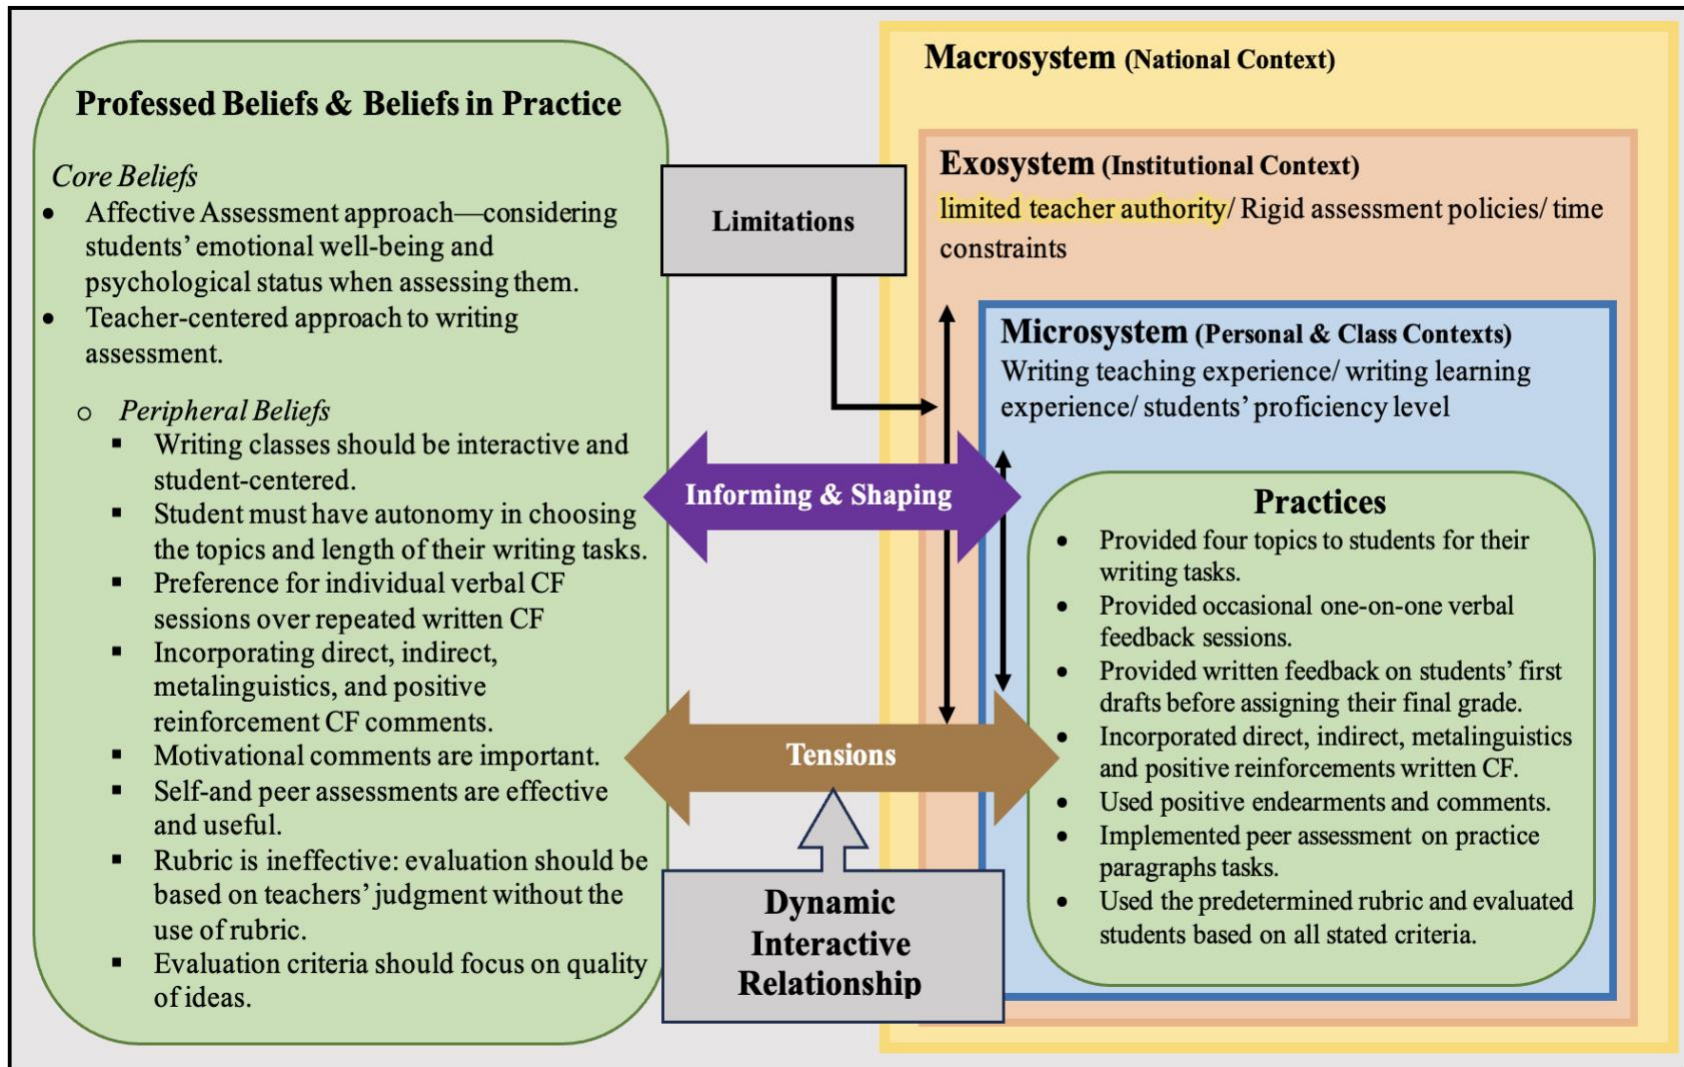 Professed Beliefs & Beliefs in Practice
Core Beliefs
• Affective Assessment approach—considering
students' emotional well-being and
psychological status when assessing them.
• Teacher-centered approach to writing
assessment.
o Peripheral Beliefs
▪ Writing classes should be interactive and
student-centered.
▪ Student must have autonomy in choosing
the topics and length of their writing tasks.
▪ Preference for individual verbal CF
sessions over repeated written CF
▪ Incorporating direct, indirect,
metalinguistics, and positive
reinforcement CF comments.
▪ Motivational comments are important.
▪ Self-and peer assessments are effective
and useful.
▪ Rubric is ineffective: evaluation should be
based on teachers' judgment without the
use of rubric.
▪ Evaluation criteria should focus on quality
of ideas.
Limitations
Informing & Shaping
Tensions
Dynamic
Interactive
Relationship
Macrosystem (National Context)
Exosystem (Institutional Context)
limited teacher authority/ Rigid assessment policies/ time
constraints
Microsystem (Personal & Class Contexts)
Writing teaching experience/ writing learning
experience/ students' proficiency level
Practices
• Provided four topics to students for their
writing tasks.
• Provided occasional one-on-one verbal
feedback sessions.
• Provided written feedback on students' first
drafts before assigning their final grade.
• Incorporated direct, indirect, metalinguistics
and positive reinforcements written CF.
• Used positive endearments and comments.
• Implemented peer assessment on practice
paragraphs tasks.
• Used the predetermined rubric and evaluated
students based on all stated criteria.